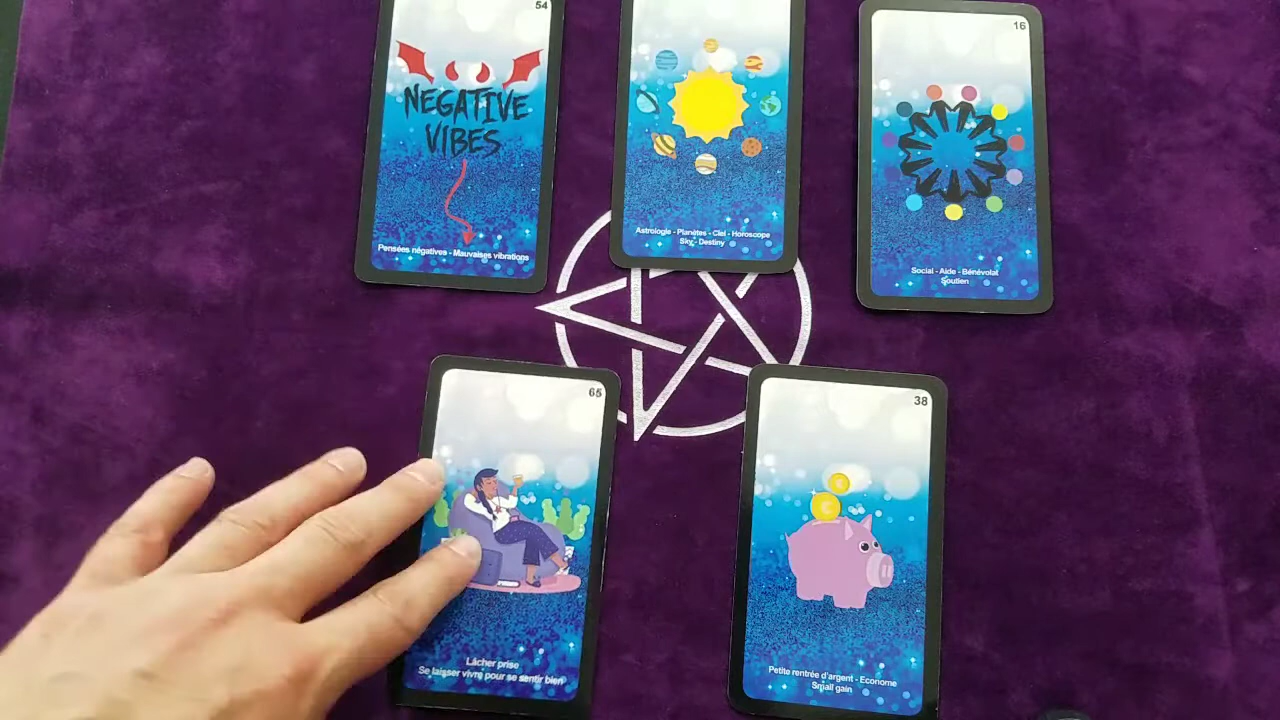 54
NEGATIVE
VIBES
Pensées négatives - Mauvaises vibrations
Astrologie - Planètes - Ciel - Horoscope
Sky - Destiny
16
Social - Aide - Bénévolat
Soutien
65
Lâcher prise
Se laisser vivre pour se sentir bien
38
Petite rentrée d'argent - Econome
Small gain